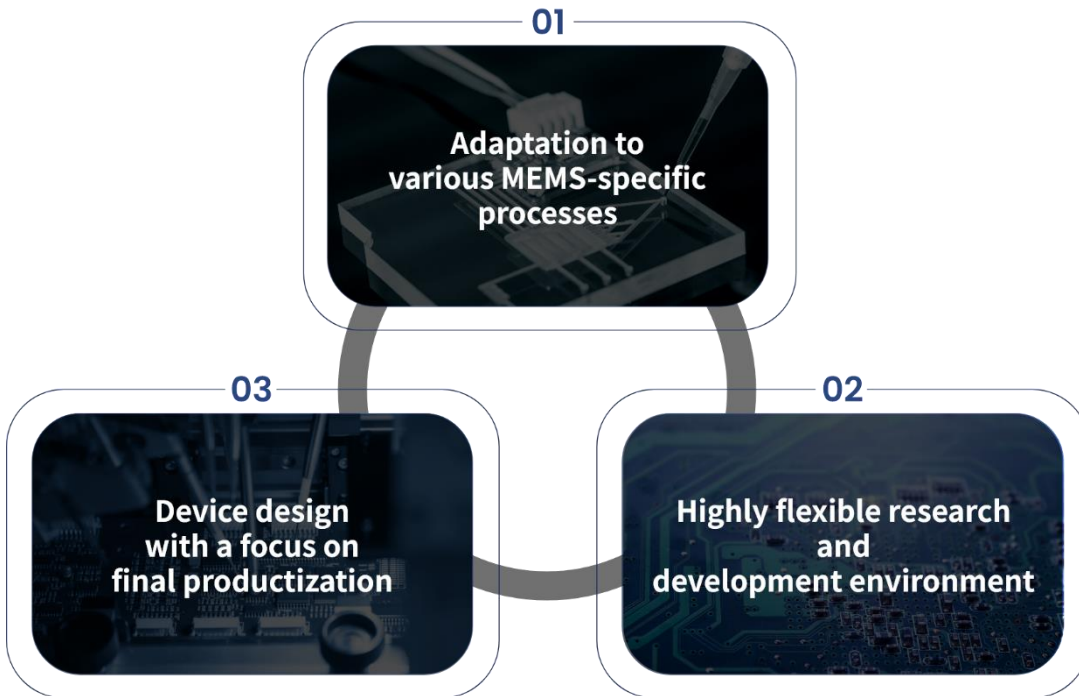 01
Adaptation to
various MEMS-specific
processes
02
Highly flexible research
and
development environment
03
Device design
with a focus on
final productization